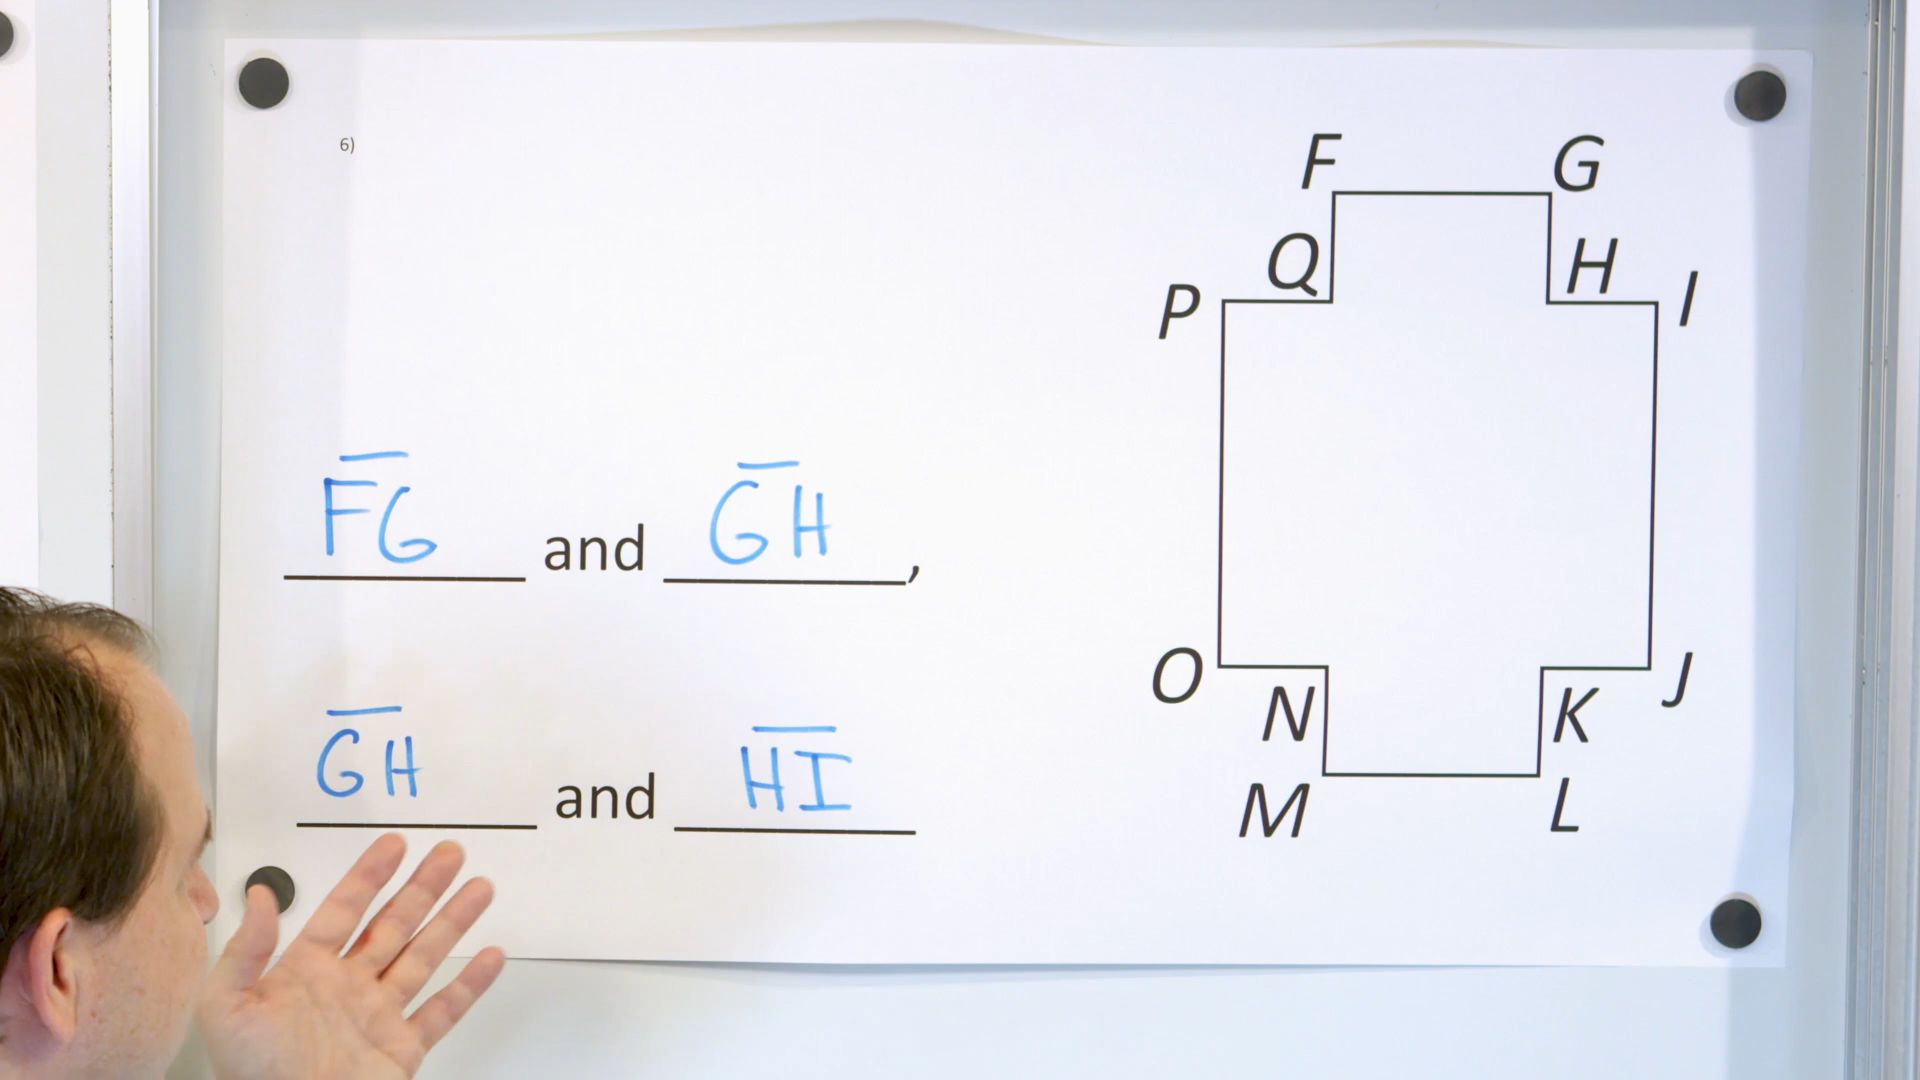 6)
F G
Q H I
P
FG and GH,
O N K J
GH and HI
M L